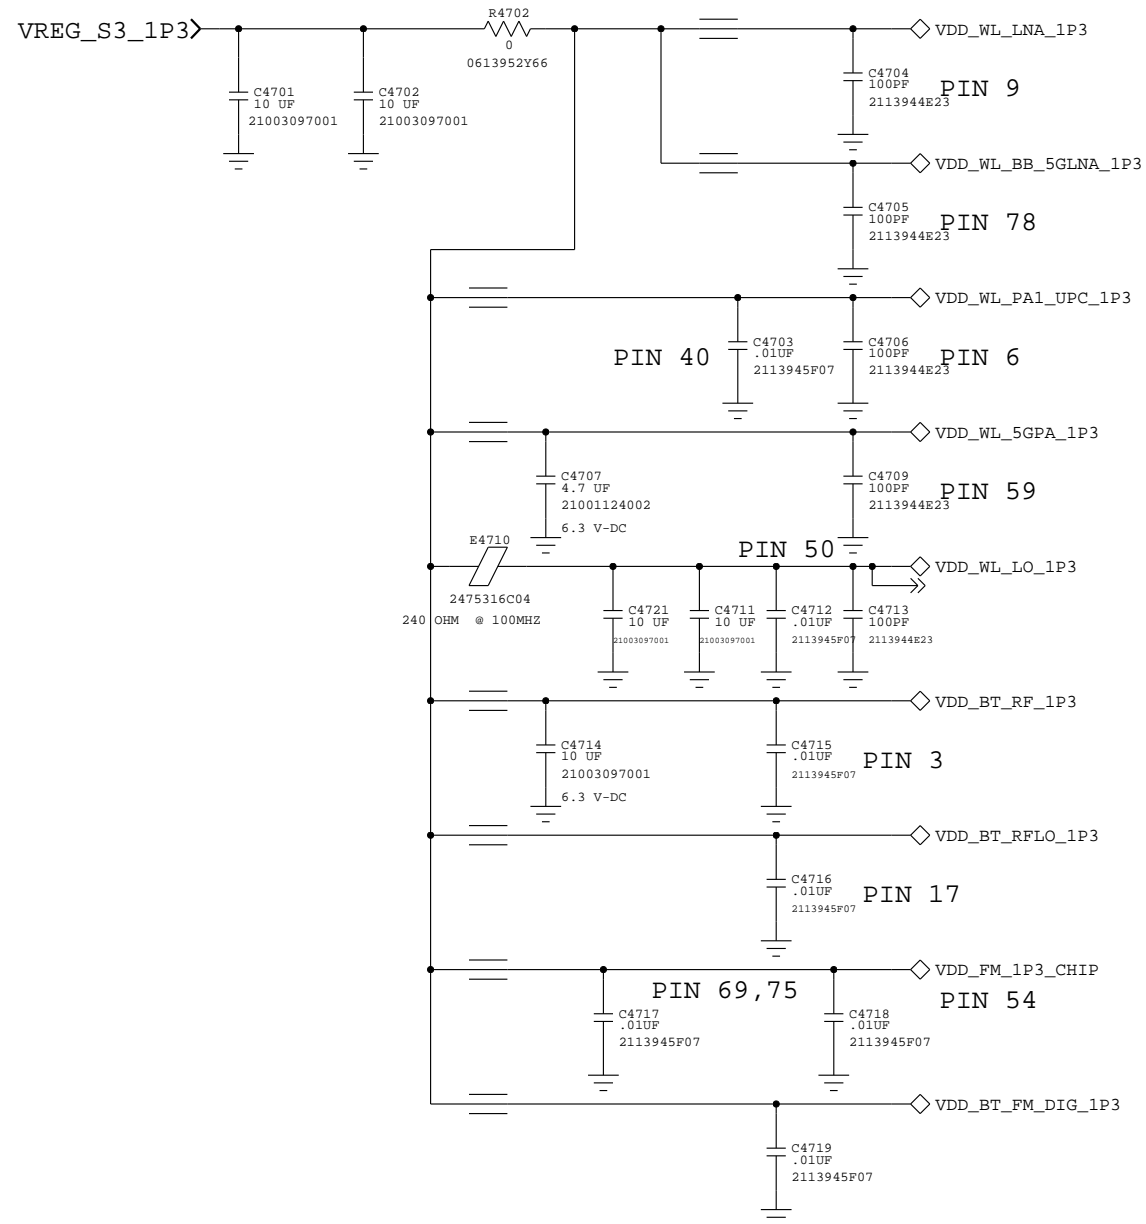 R4702
VREG_S3_1P3
VDD_WL_LNA_1P3
0
0613952Y66
C4701
10 UF
21003097001
C4702
10 UF
21003097001
C4704
100PF
2113944E23
PIN 9
VDD_WL_BB_5GLNA_1P3
C4705
100PF
2113944E23
PIN 78
VDD_WL_PA1_UPC_1P3
PIN 40
C4703
.01UF
2113945F07
C4706
100PF
2113944E23
PIN 6
VDD_WL_5GPA_1P3
C4707
4.7 UF
21001124002
6.3 V-DC
C4709
100PF
2113944E23
PIN 59
E4710
PIN 50
VDD_WL_LO_1P3
2475316C04
240 OHM @ 100MHZ
C4721
10 UF
21003097001
C4711
10 UF
21003097001
C4712
.01UF
2113945F07
C4713
100PF
2113944E23
VDD_BT_RF_1P3
C4714
10 UF
21003097001
6.3 V-DC
C4715
.01UF
2113945F07
PIN 3
VDD_BT_RFLO_1P3
C4716
.01UF
2113945F07
PIN 17
VDD_FM_1P3_CHIP
PIN 69,75
PIN 54
C4717
.01UF
2113945F07
C4718
.01UF
2113945F07
VDD_BT_FM_DIG_1P3
C4719
.01UF
2113945F07